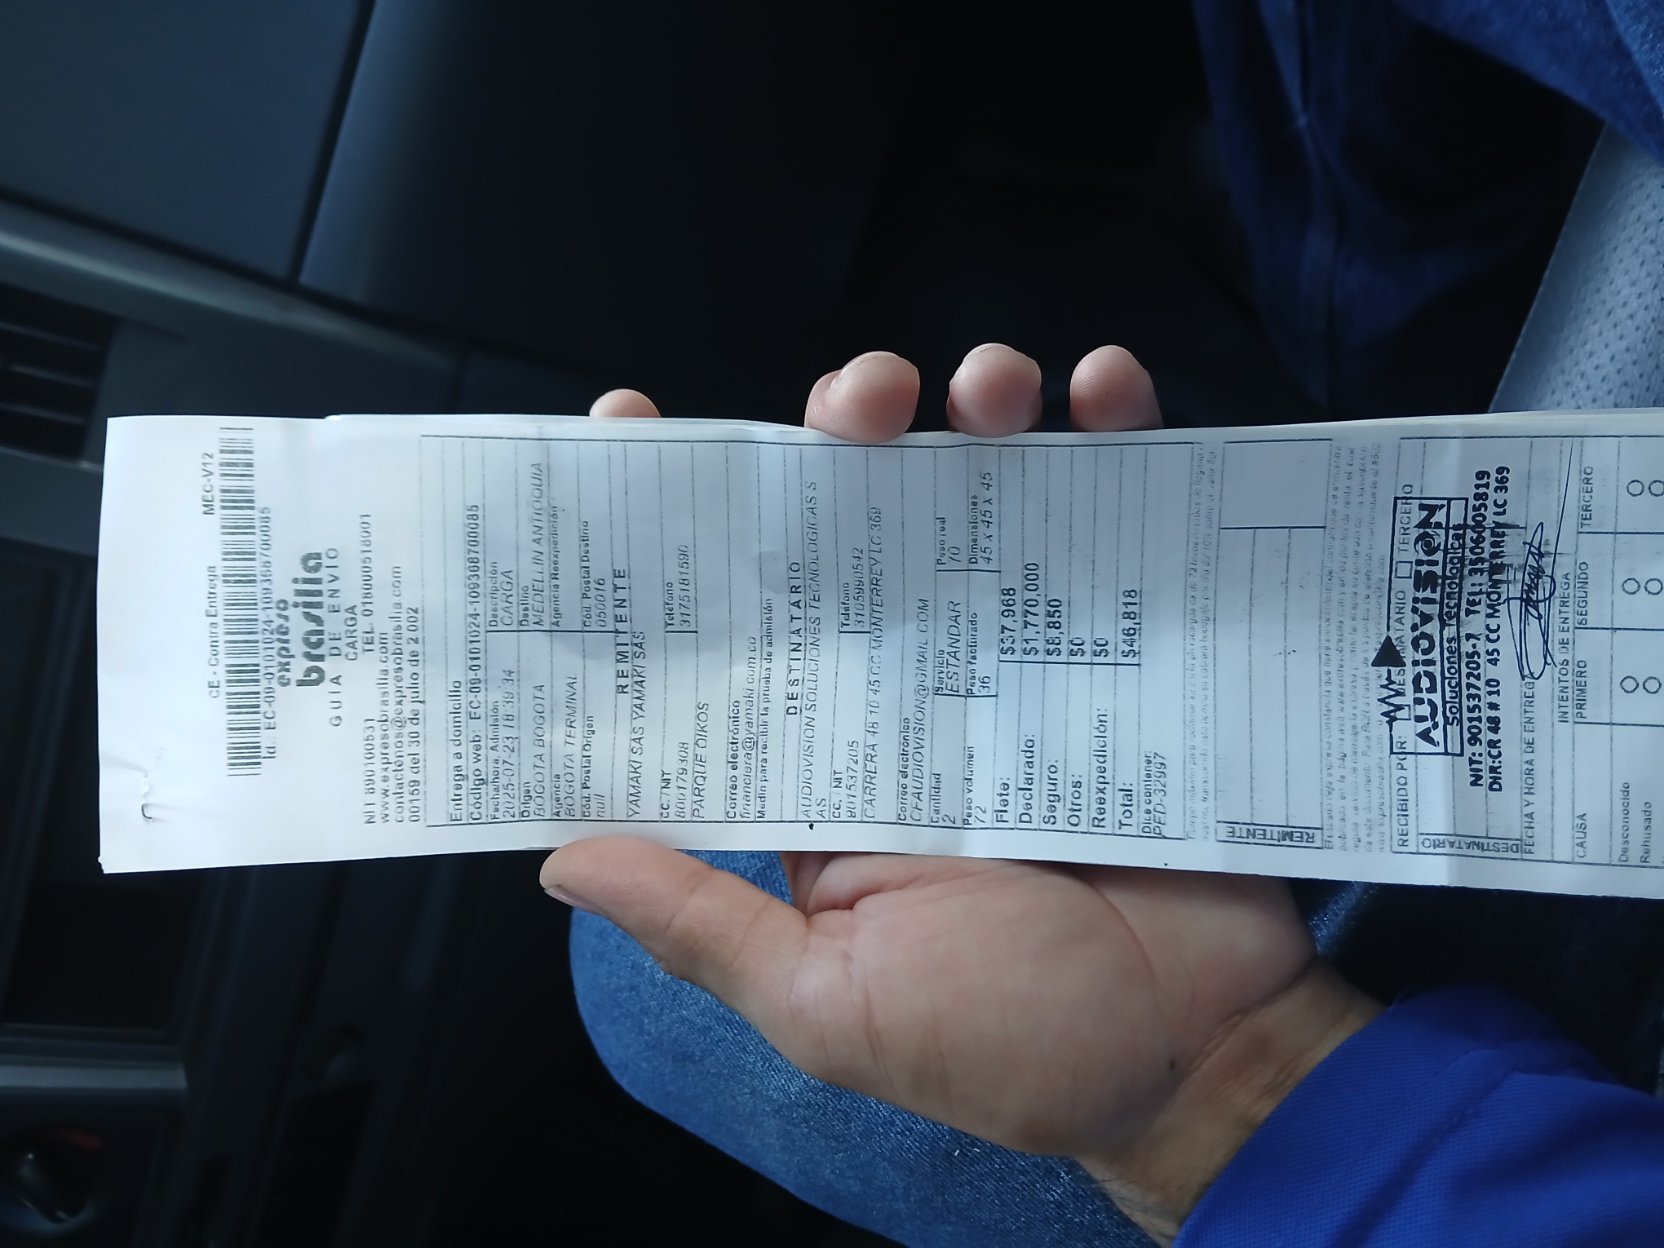 CE - Contra Entrega MEC-V12
Id.: EC-09-0101024-109368700085
expreso
brasilia
GUÍA DE ENVÍO
CARGA
NIT 890100531 TEL. 018000518001
www.expresobrasilia.com
contactenos@expresobrasilia.com
00159 del 30 de julio de 2 002
Entrega a domicilio
Código web: EC-09-0101024-1093687000085
Fecha/hora. Admisión Descripción
2025-07-23 18:39:34 CARGA
Origen Destino
BOGOTA BOGOTA MEDELLIN ANTIOQUIA
Agencia Agencia Reexpedición
BOGOTA TERMINAL
Cód. Postal Origen Cód. Postal Destino
null 050016
REMITENTE
YAMAKI SAS YAMAKI SAS
CC, NIT Teléfono
800179308 3175181590
PARQUE OIKOS
Correo electrónico
financiera@yamaki.com.co
Medio para recibir la prueba de admisión
DESTINATARIO
AUDIOVISION SOLUCIONES TECNOLOGICAS S
AS
CC, NIT Teléfono
901537205 3105990542
CARRERA 48 10 45 CC MONTERREY LC 369
Correo electrónico
CFAUDIOVISION@GMAIL.COM
Cantidad Servicio Peso real
2 ESTANDAR 10
Peso volumen Peso facturado Dimensiones
72 36 45 x 45 x 45
Flete: $37,968
Declarado: $1,770,000
Seguro: $8,850
Otros: $0
Reexpedición: $0
Total: $46,818
Dice contener:
PED-32997
REMITENTE
RECIBIDO POR: DESTINATARIO TERCERO
AUDIOVISION
Soluciones Tecnológicas
NIT: 901537205-7 TEL: 3506005819
DIR:CR 48 # 10 45 CC MONTERREY LC 369
DESTINATARIO
FECHA Y HORA DE ENTREGA
INTENTOS DE ENTREGA
CAUSA PRIMERO SEGUNDO TERCERO
Desconocido
Rehusado